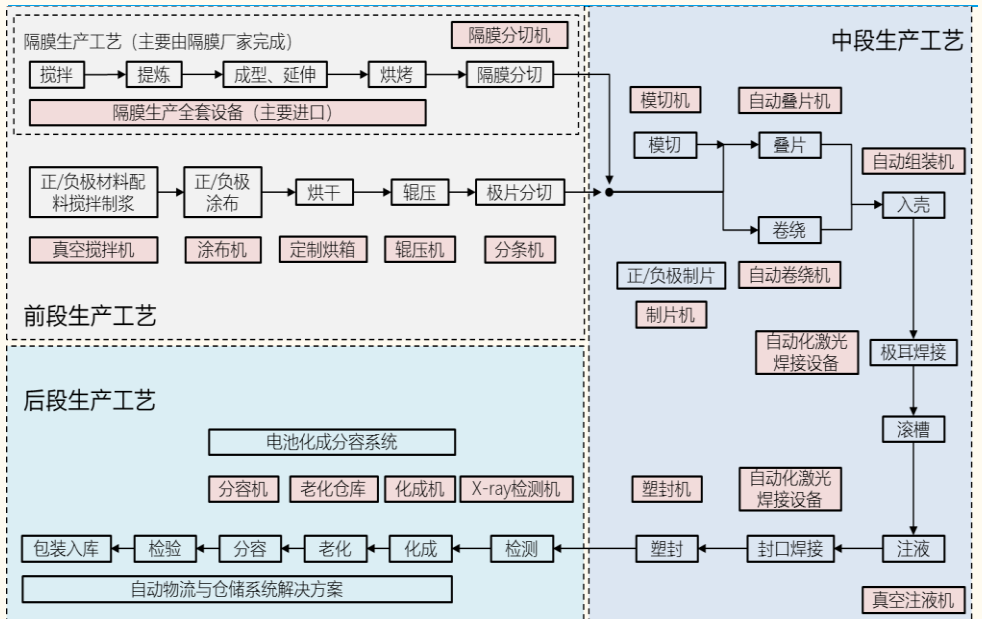 隔膜生产工艺（主要由隔膜厂家完成）
隔膜分切机
搅拌
提炼
成型、延伸
烘烤
隔膜分切
隔膜生产全套设备（主要进口）
正/负极材料配
料搅拌制浆
正/负极
涂布
烘干
辊压
极片分切
真空搅拌机
涂布机
定制烘箱
辊压机
分条机
前段生产工艺
中段生产工艺
模切机
自动叠片机
模切
叠片
自动组装机
入壳
卷绕
正/负极制片
自动卷绕机
制片机
自动化激光
焊接设备
极耳焊接
滚槽
塑封机
自动化激光
焊接设备
塑封
封口焊接
注液
真空注液机
后段生产工艺
电池化成分容系统
分容机
老化仓库
化成机
X-ray检测机
包装入库
检验
分容
老化
化成
检测
自动物流与仓储系统解决方案